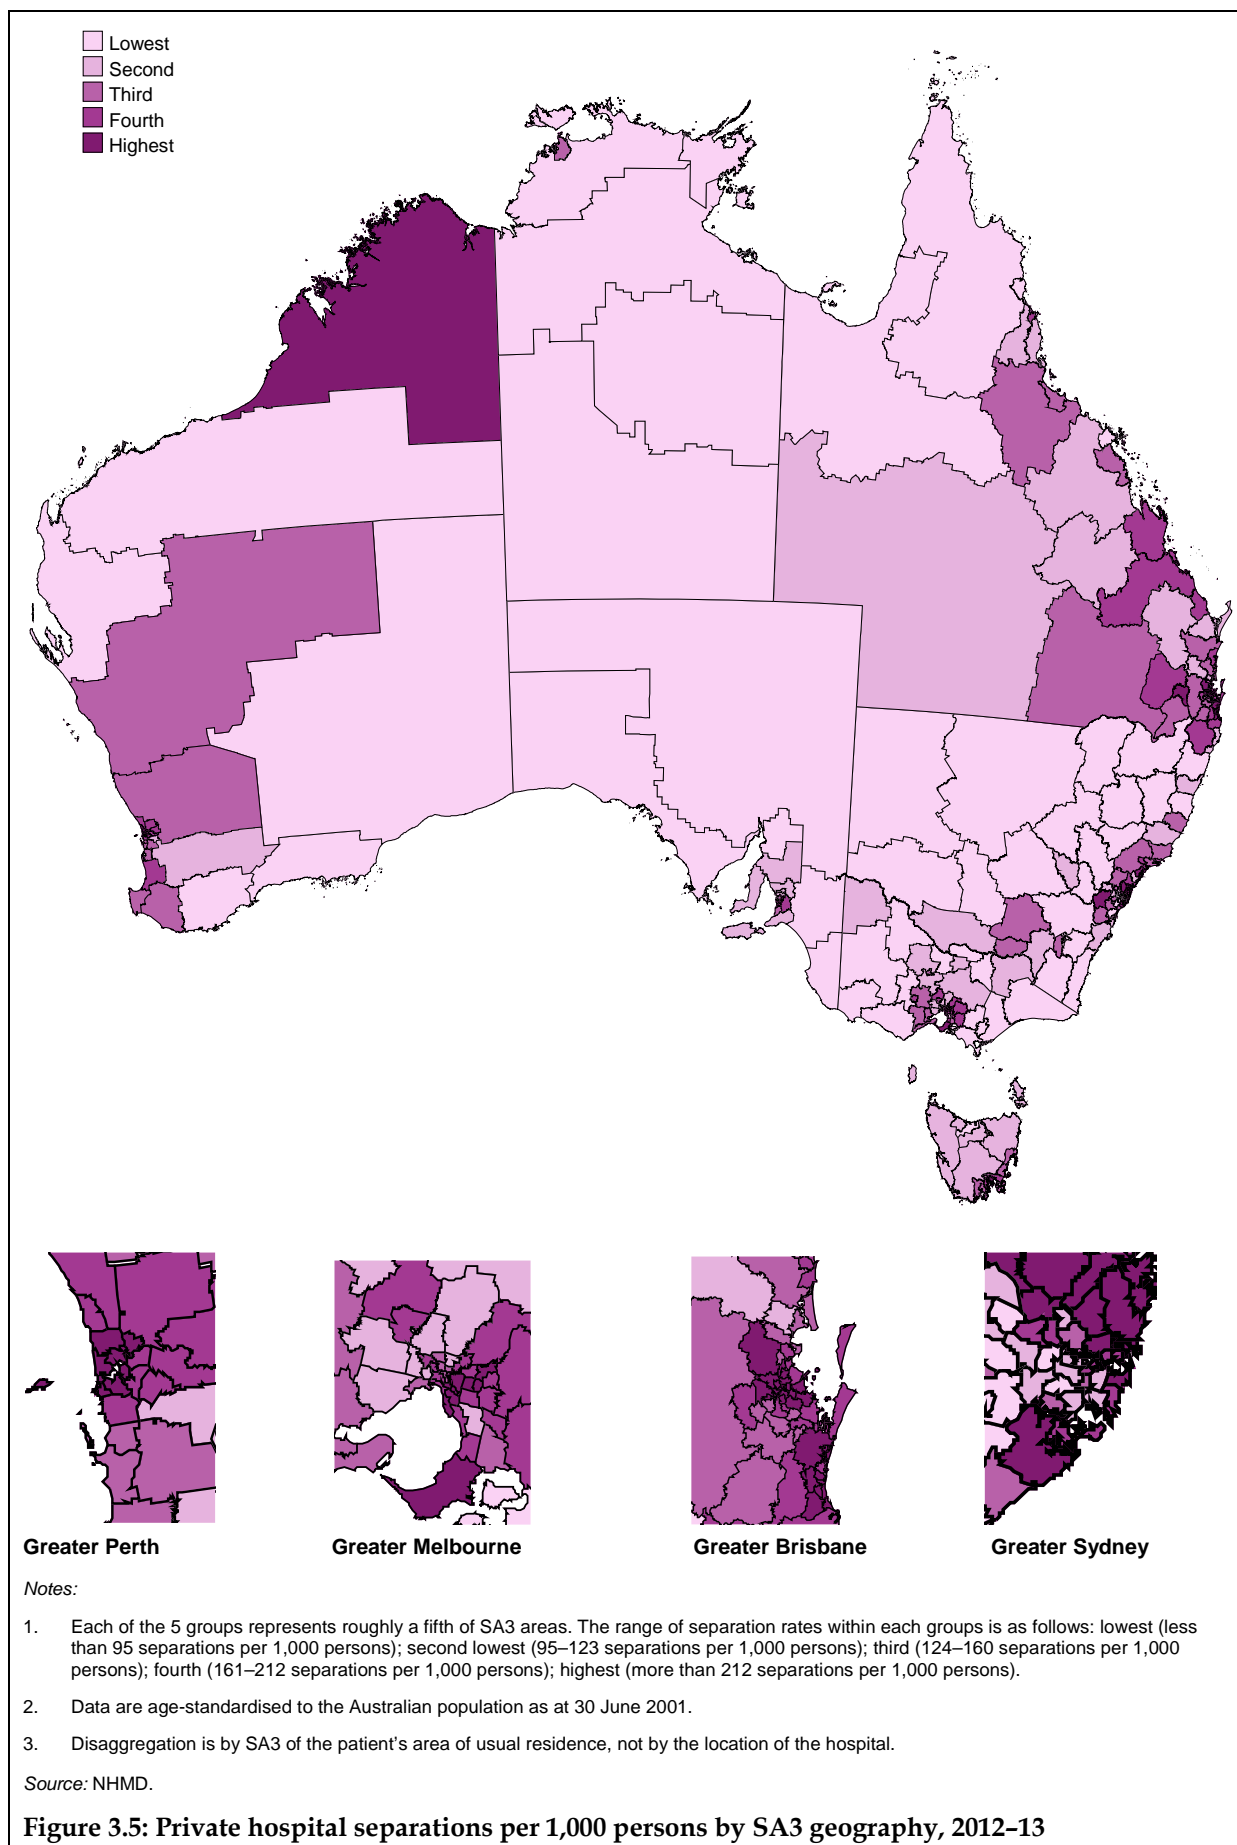 Lowest
Second
Third
Fourth
Highest
Greater Perth
Greater Melbourne
Greater Brisbane
Greater Sydney
Notes:
1. Each of the 5 groups represents roughly a fifth of SA3 areas. The range of separation rates within each groups is as follows: lowest (less
than 95 separations per 1,000 persons); second lowest (95–123 separations per 1,000 persons); third (124–160 separations per 1,000
persons); fourth (161–212 separations per 1,000 persons); highest (more than 212 separations per 1,000 persons).
2. Data are age-standardised to the Australian population as at 30 June 2001.
3. Disaggregation is by SA3 of the patient's area of usual residence, not by the location of the hospital.
Source: NHMD.
Figure 3.5: Private hospital separations per 1,000 persons by SA3 geography, 2012–13